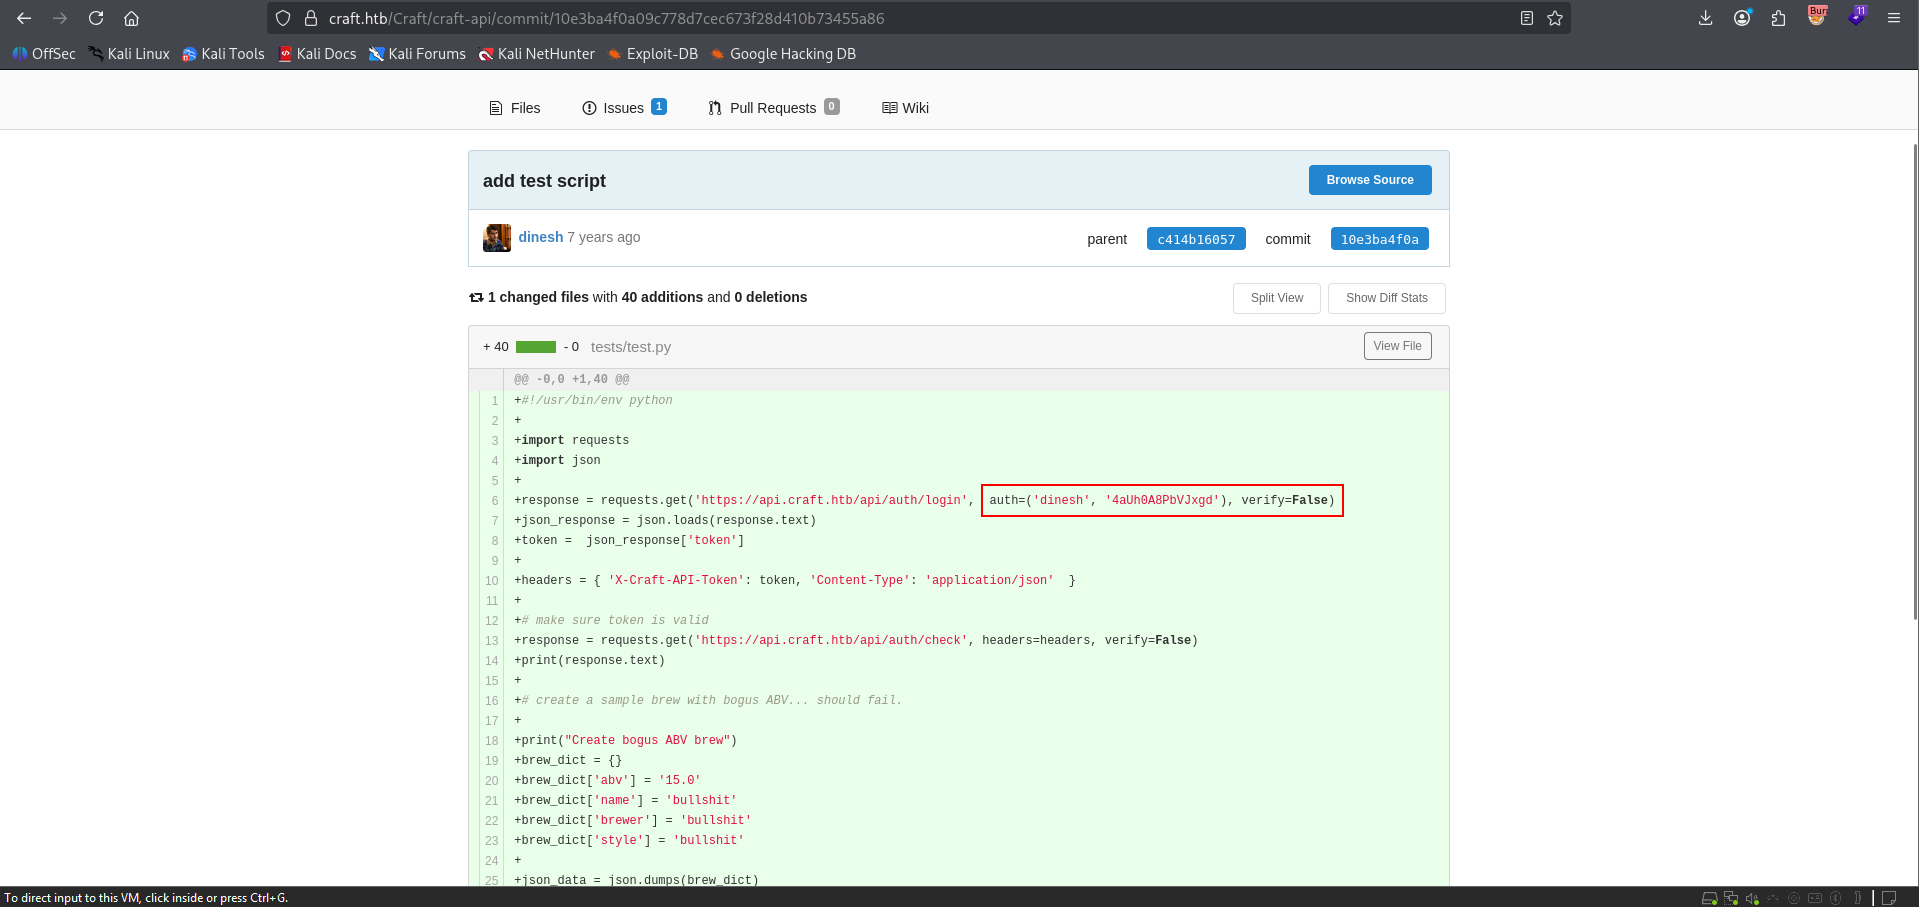 craft.htb/Craft/craft-api/commit/10e3ba4f0a09c778d7cec673f28d410b73455a86
11
OffSec Kali Linux Kali Tools Kali Docs Kali Forums Kali NetHunter Exploit-DB Google Hacking DB
Files Issues 1 Pull Requests 0 Wiki
add test script Browse Source
dinesh 7 years ago parent c414b16057 commit 10e3ba4f0a
1 changed files with 40 additions and 0 deletions Split View Show Diff Stats
+ 40 - 0 tests/test.py View File
@@ -0,0 +1,40 @@
1 +#!/usr/bin/env python
2 +
3 +import requests
4 +import json
5 +
6 +response = requests.get('https://api.craft.htb/api/auth/login', auth=('dinesh', '4aUh0A8PbVJxgd'), verify=False)
7 +json_response = json.loads(response.text)
8 +token =  json_response['token']
9 +
10 +headers = { 'X-Craft-API-Token': token, 'Content-Type': 'application/json'  }
11 +
12 +# make sure token is valid
13 +response = requests.get('https://api.craft.htb/api/auth/check', headers=headers, verify=False)
14 +print(response.text)
15 +
16 +# create a sample brew with bogus ABV... should fail.
17 +
18 +print("Create bogus ABV brew")
19 +brew_dict = {}
20 +brew_dict['abv'] = '15.0'
21 +brew_dict['name'] = 'bullshit'
22 +brew_dict['brewer'] = 'bullshit'
23 +brew_dict['style'] = 'bullshit'
24 +
25 +json_data = json.dumps(brew_dict)
To direct input to this VM, click inside or press Ctrl+G.